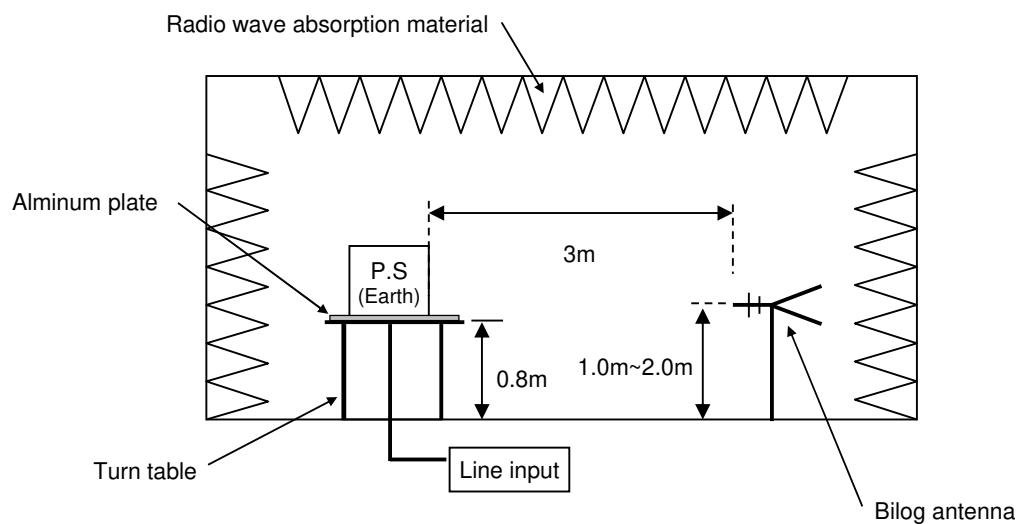 Radio wave absorption material
Alminum plate
3m
P.S
(Earth)
0.8m
1.0m~2.0m
Turn table
Line input
Bilog antenna